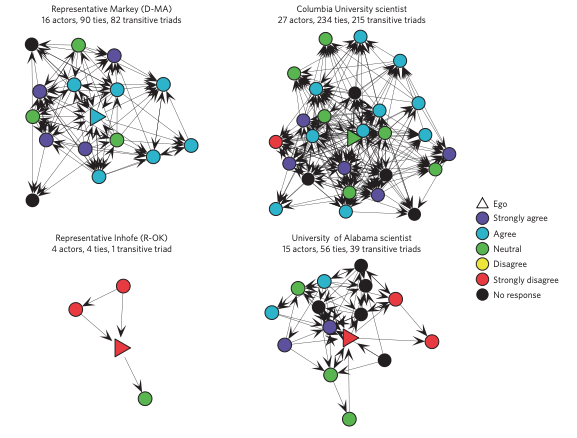 Representative Markey (D-MA)
16 actors, 90 ties, 82 transitive triads
Columbia University scientist
27 actors, 234 ties, 215 transitive triads
Representative Inhofe (R-OK)
4 actors, 4 ties, 1 transitive triad
University of Alabama scientist
15 actors, 56 ties, 39 transitive triads
Ego
Strongly agree
Agree
Neutral
Disagree
Strongly disagree
No response